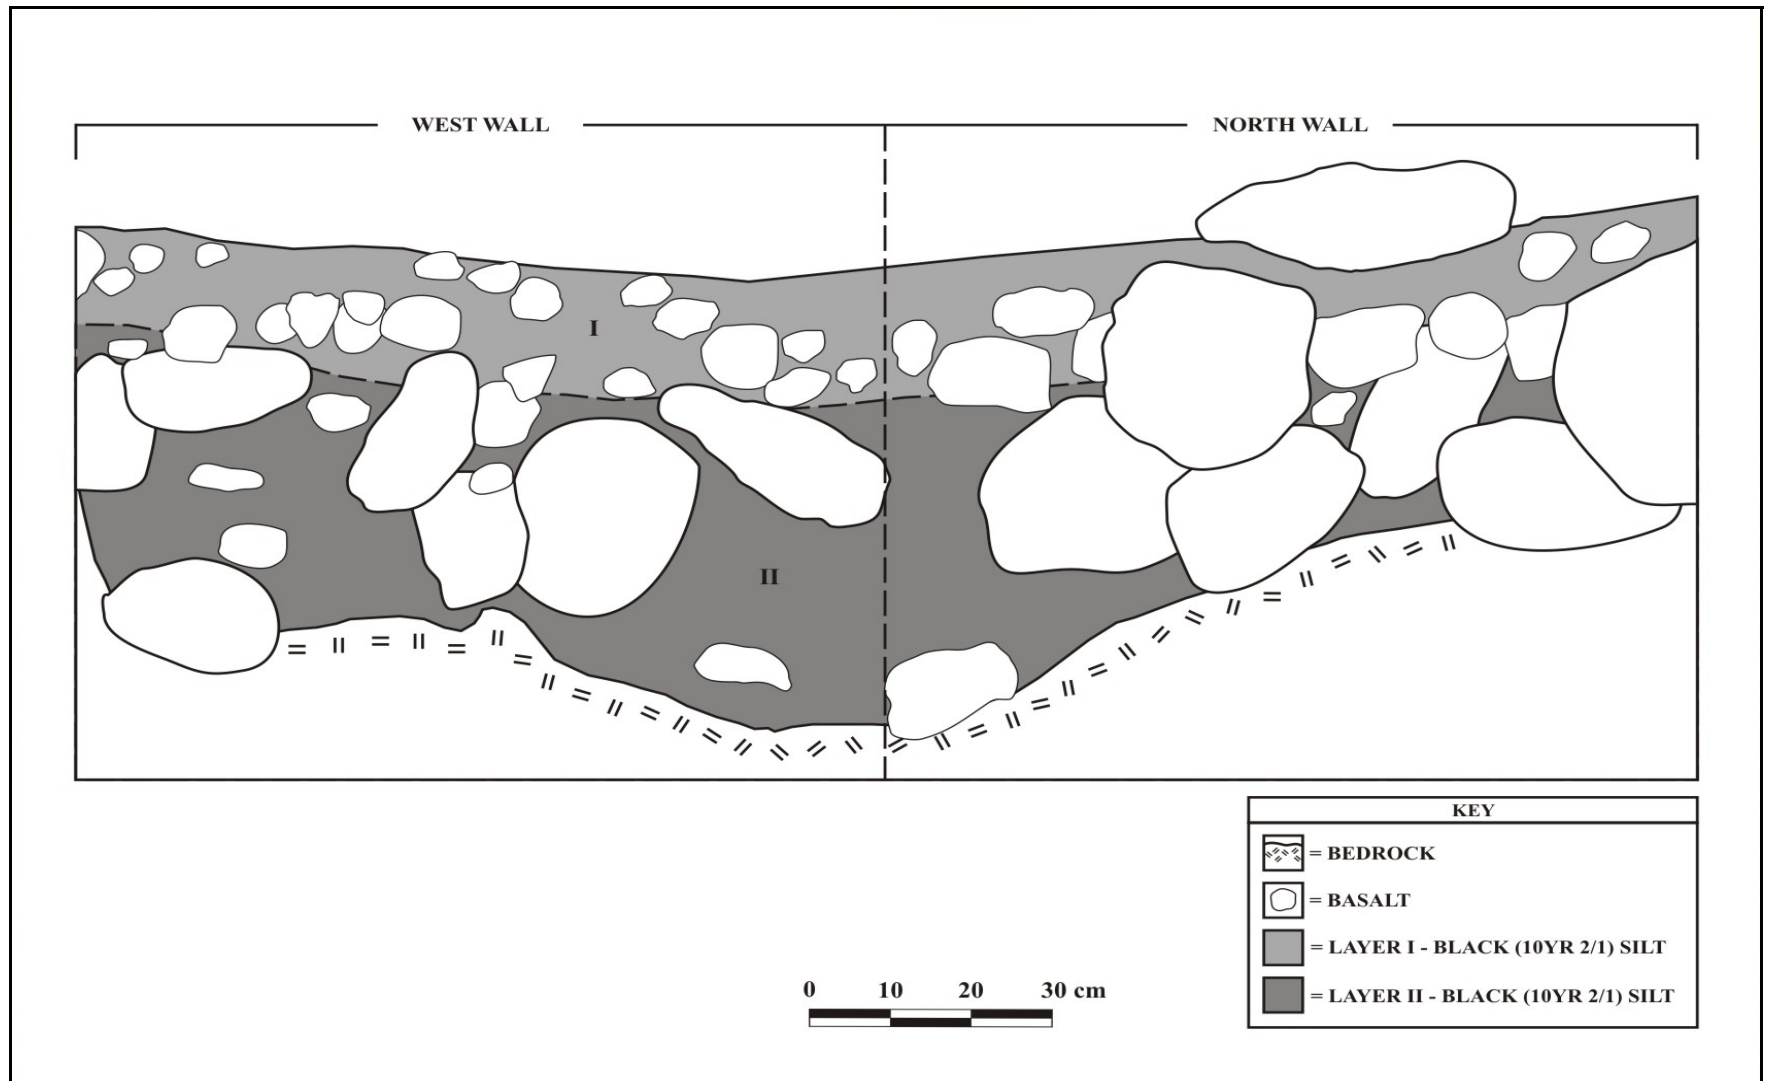 WEST WALL
NORTH WALL
I
II
KEY
= BEDROCK
= BASALT
= LAYER I - BLACK (10YR 2/1) SILT
= LAYER II - BLACK (10YR 2/1) SILT
0 10 20 30 cm